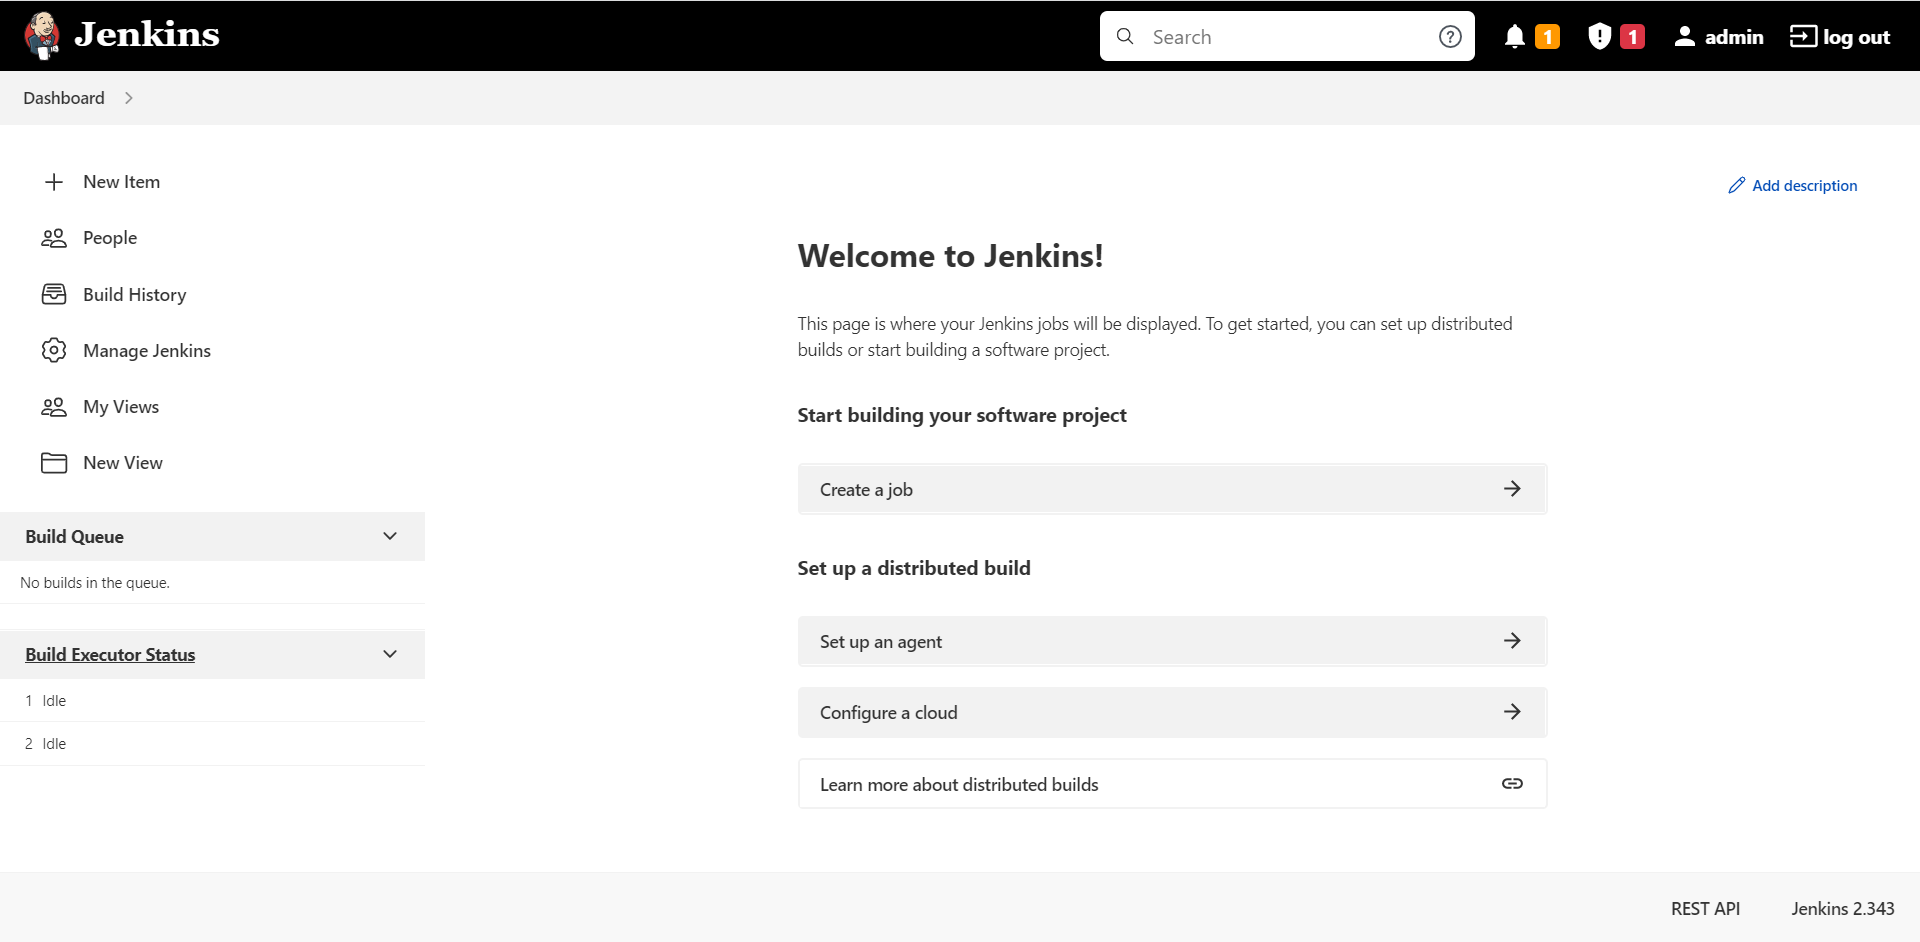 Jenkins
Search
1
1
admin
log out
Dashboard
New Item
People
Build History
Manage Jenkins
My Views
New View
Build Queue
No builds in the queue.
Build Executor Status
1 Idle
2 Idle
Add description
Welcome to Jenkins!
This page is where your Jenkins jobs will be displayed. To get started, you can set up distributed
builds or start building a software project.
Start building your software project
Create a job
Set up a distributed build
Set up an agent
Configure a cloud
Learn more about distributed builds
REST API
Jenkins 2.343